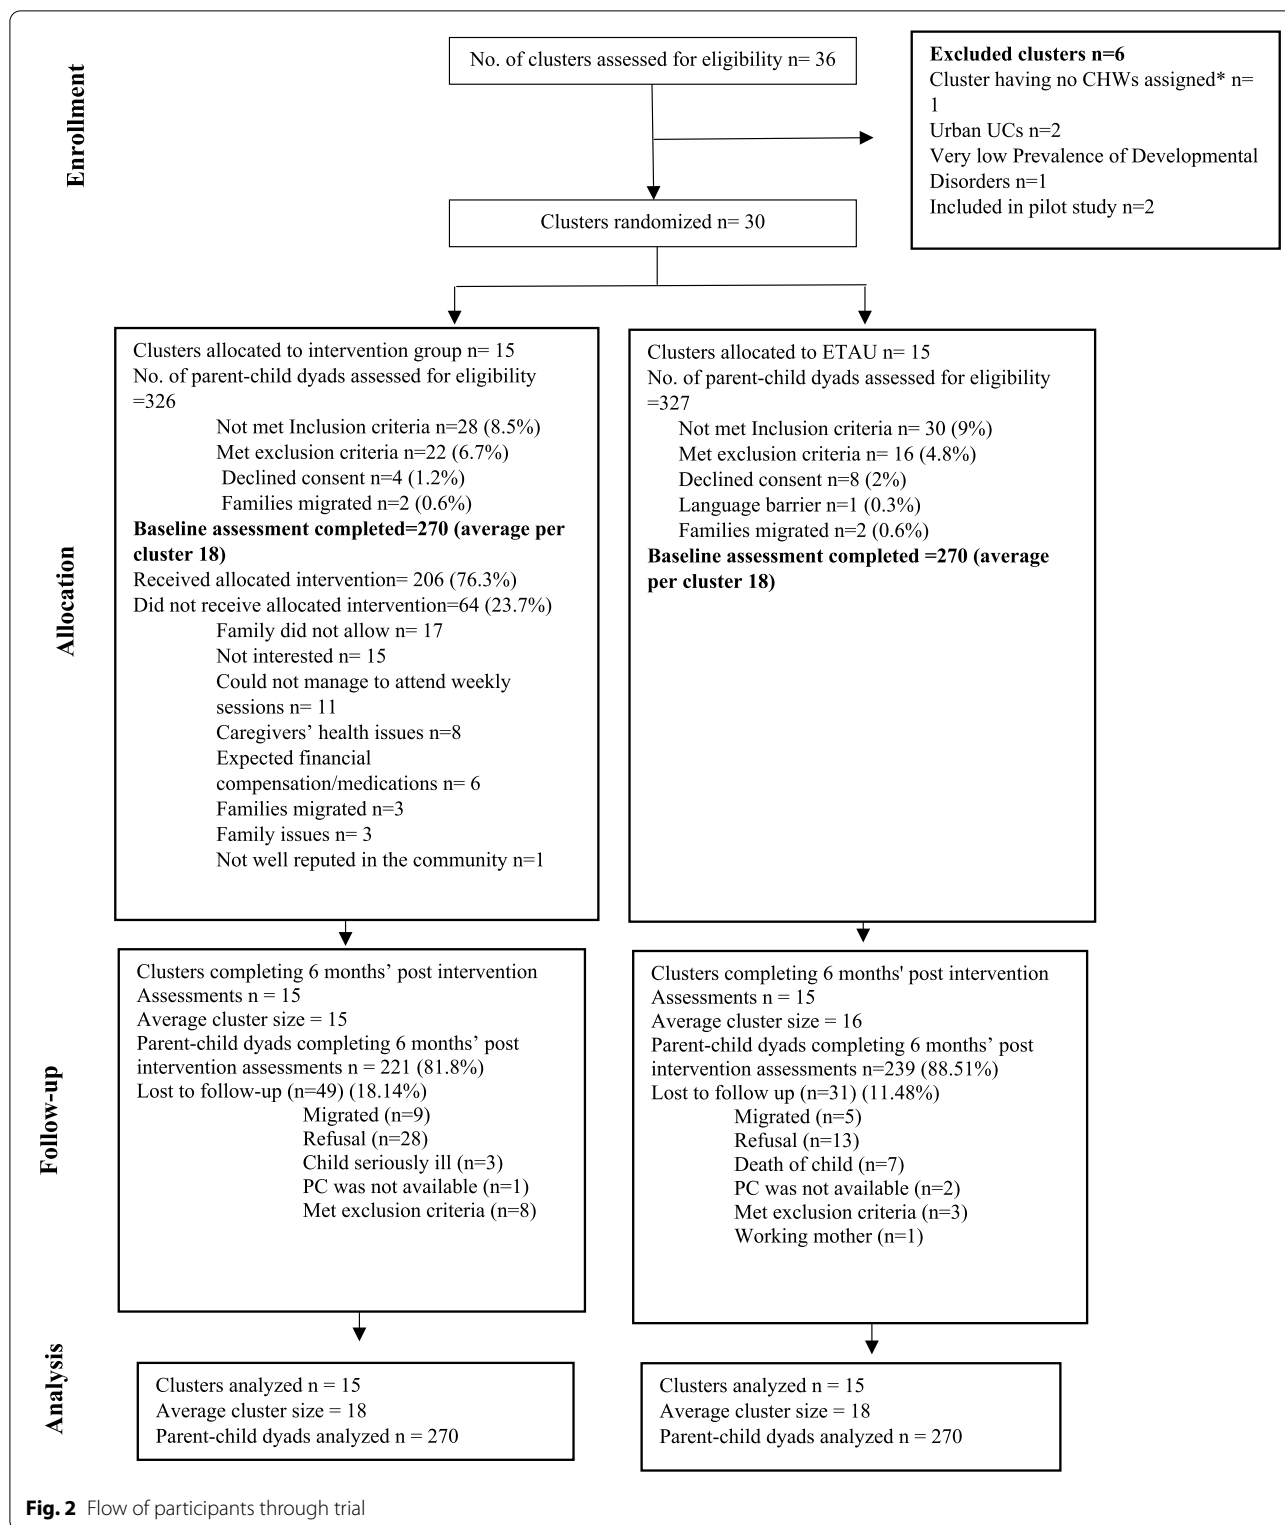 Enrollment
No. of clusters assessed for eligibility n= 36
Excluded clusters n=6
Cluster having no CHWs assigned* n=
1
Urban UCs n=2
Very low Prevalence of Developmental
Disorders n=1
Included in pilot study n=2
Clusters randomized n= 30
Allocation
Clusters allocated to intervention group n= 15
No. of parent-child dyads assessed for eligibility
=326
Not met Inclusion criteria n=28 (8.5%)
Met exclusion criteria n=22 (6.7%)
Declined consent n=4 (1.2%)
Families migrated n=2 (0.6%)
Baseline assessment completed=270 (average per
cluster 18)
Received allocated intervention= 206 (76.3%)
Did not receive allocated intervention=64 (23.7%)
Family did not allow n= 17
Not interested n= 15
Could not manage to attend weekly
sessions n= 11
Caregivers’ health issues n=8
Expected financial
compensation/medications n= 6
Families migrated n=3
Family issues n= 3
Not well reputed in the community n=1
Clusters allocated to ETAU n= 15
No. of parent-child dyads assessed for eligibility
=327
Not met Inclusion criteria n= 30 (9%)
Met exclusion criteria n= 16 (4.8%)
Declined consent n=8 (2%)
Language barrier n=1 (0.3%)
Families migrated n=2 (0.6%)
Baseline assessment completed =270 (average
per cluster 18)
Follow-up
Clusters completing 6 months’ post intervention
Assessments n = 15
Average cluster size = 15
Parent-child dyads completing 6 months’ post
intervention assessments n = 221 (81.8%)
Lost to follow-up (n=49) (18.14%)
Migrated (n=9)
Refusal (n=28)
Child seriously ill (n=3)
PC was not available (n=1)
Met exclusion criteria (n=8)
Clusters completing 6 months' post intervention
Assessments n = 15
Average cluster size = 16
Parent-child dyads completing 6 months’ post
intervention assessments n=239 (88.51%)
Lost to follow up (n=31) (11.48%)
Migrated (n=5)
Refusal (n=13)
Death of child (n=7)
PC was not available (n=2)
Met exclusion criteria (n=3)
Working mother (n=1)
Analysis
Clusters analyzed n = 15
Average cluster size = 18
Parent-child dyads analyzed n = 270
Clusters analyzed n = 15
Average cluster size = 18
Parent-child dyads analyzed n = 270
Fig. 2 Flow of participants through trial